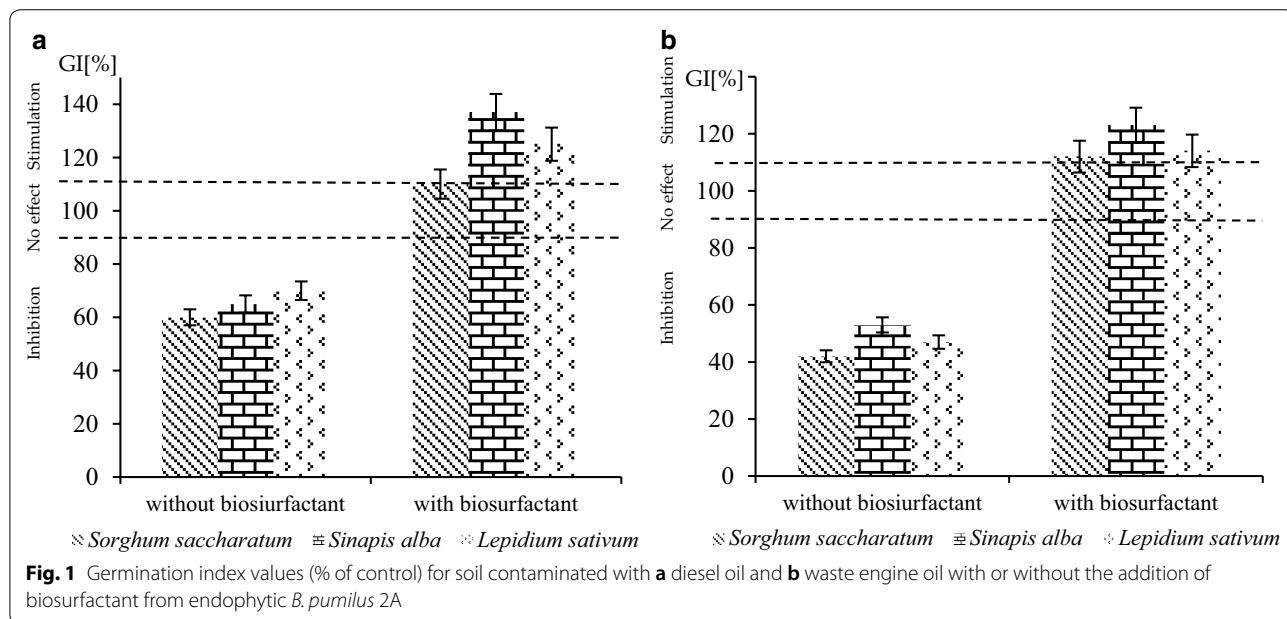 a
GI[%]
Stimulation
No effect
Inhibition
140
120
100
80
60
40
20
0
without biosiurfactant with biosurfactant
Sorghum saccharatum Sinapis alba Lepidium sativum
b
GI[%]
Stimulation
No effect
Inhibition
120
100
80
60
40
20
0
without biosurfactant with biosurfactant
Sorghum saccharatum Sinapis alba Lepidium sativum
Fig. 1 Germination index values (% of control) for soil contaminated with a diesel oil and b waste engine oil with or without the addition of
biosurfactant from endophytic B. pumilus 2A